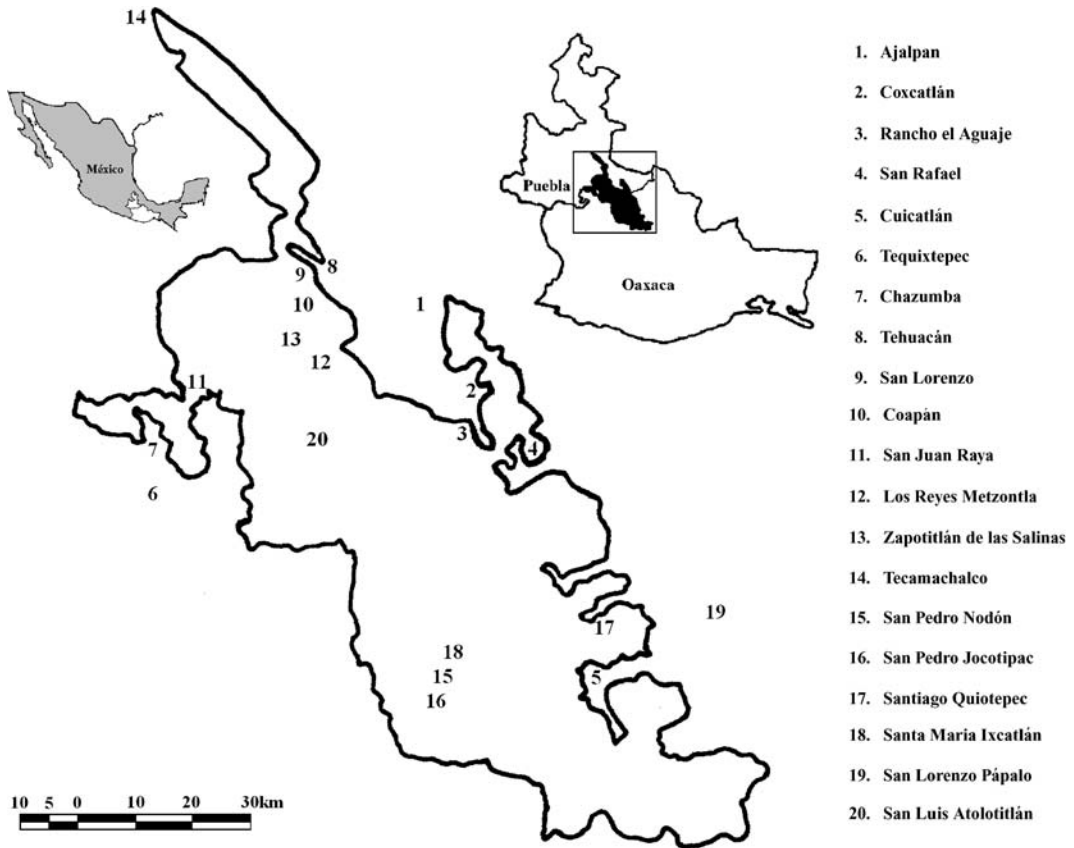 14
México
Puebla
Oaxaca
8
9
10
1
13
12
11
2
3
4
20
7
6
19
17
18
15
5
16
10 5 0 10 20 30km
1. Ajalpan
2. Coxcatlán
3. Rancho el Aguaje
4. San Rafael
5. Cuicatlán
6. Tequixtepec
7. Chazumba
8. Tehuacán
9. San Lorenzo
10. Coapán
11. San Juan Raya
12. Los Reyes Metzontla
13. Zapotitlán de las Salinas
14. Tecamachalco
15. San Pedro Nodón
16. San Pedro Jocotipac
17. Santiago Quiotepec
18. Santa Maria Ixcatlán
19. San Lorenzo Pápalo
20. San Luis Atolotitlán